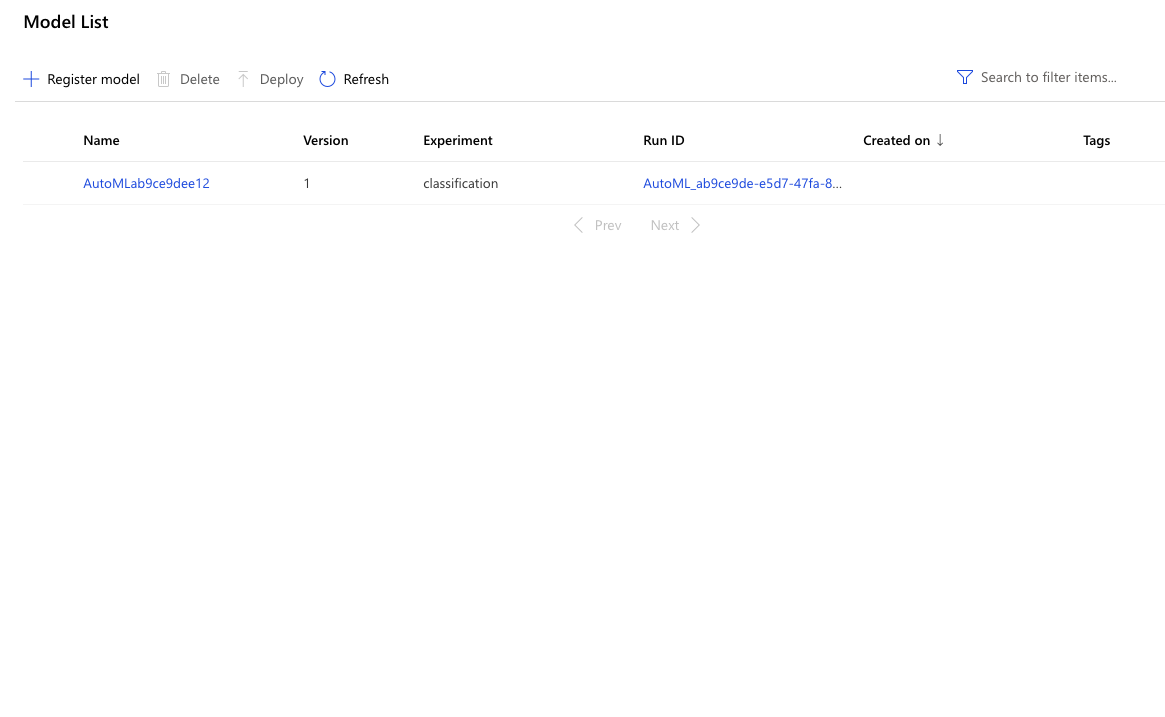 Model List
Register model Delete Deploy Refresh Search to filter items...
Name Version Experiment Run ID Created on ↓ Tags
AutoMLab9ce9dee12 1 classification AutoML_ab9ce9de-e5d7-47fa-8...
Prev Next